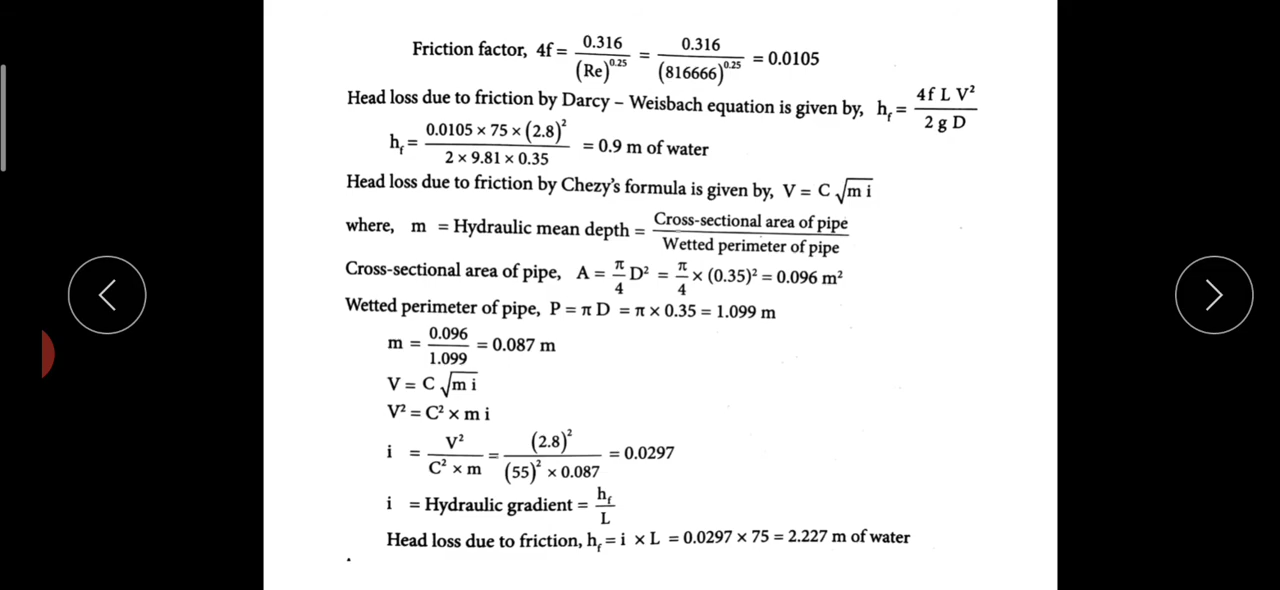 Friction factor, 4f = 0.316 / (Re)^0.25 = 0.316 / (816666)^0.25 = 0.0105
Head loss due to friction by Darcy – Weisbach equation is given by, h_f = 4f L V² / 2 g D
h_f = 0.0105 × 75 × (2.8)² / 2 × 9.81 × 0.35 = 0.9 m of water
Head loss due to friction by Chezy's formula is given by, V = C √m i
where, m = Hydraulic mean depth = Cross-sectional area of pipe / Wetted perimeter of pipe
Cross-sectional area of pipe, A = π/4 D² = π/4 × (0.35)² = 0.096 m²
Wetted perimeter of pipe, P = π D = π × 0.35 = 1.099 m
m = 0.096 / 1.099 = 0.087 m
V = C √m i
V² = C² × m i
i = V² / C² × m = (2.8)² / (55)² × 0.087 = 0.0297
i = Hydraulic gradient = h_f / L
Head loss due to friction, h_f = i × L = 0.0297 × 75 = 2.227 m of water